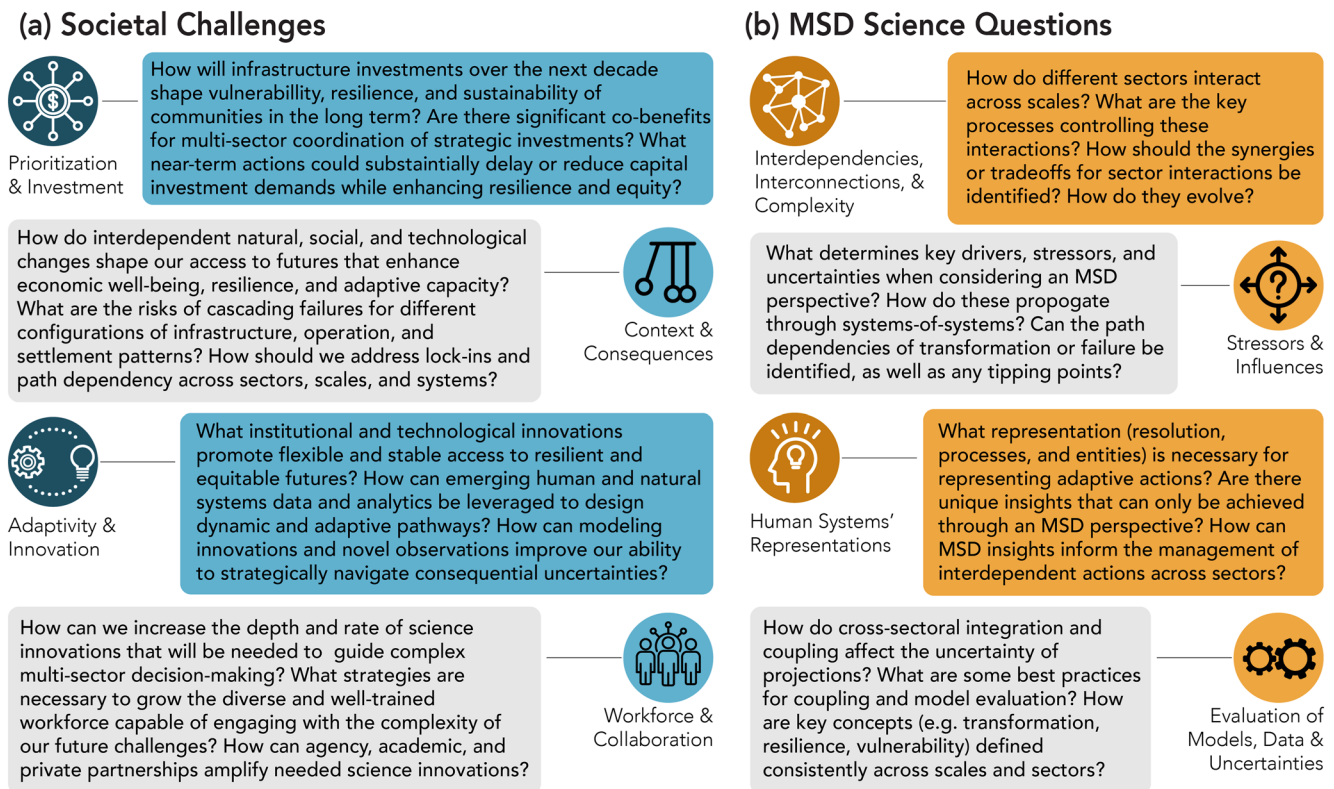 (a) Societal Challenges
Prioritization
& Investment
How will infrastructure investments over the next decade
shape vulnerabillity, resilience, and sustainability of
communities in the long term? Are there significant co-benefits
for multi-sector coordination of strategic investments? What
near-term actions could substaintially delay or reduce capital
investment demands while enhancing resilience and equity?
How do interdependent natural, social, and technological
changes shape our access to futures that enhance
economic well-being, resilience, and adaptive capacity?
What are the risks of cascading failures for different
configurations of infrastructure, operation, and
settlement patterns? How should we address lock-ins and
path dependency across sectors, scales, and systems?
Context &
Consequences
Adaptivity &
Innovation
What institutional and technological innovations
promote flexible and stable access to resilient and
equitable futures? How can emerging human and natural
systems data and analytics be leveraged to design
dynamic and adaptive pathways? How can modeling
innovations and novel observations improve our ability
to strategically navigate consequential uncertainties?
How can we increase the depth and rate of science
innovations that will be needed to guide complex
multi-sector decision-making? What strategies are
necessary to grow the diverse and well-trained
workforce capable of engaging with the complexity of
our future challenges? How can agency, academic, and
private partnerships amplify needed science innovations?
Workforce &
Collaboration
(b) MSD Science Questions
Interdependencies,
Interconnections, &
Complexity
How do different sectors interact
across scales? What are the key
processes controlling these
interactions? How should the synergies
or tradeoffs for sector interactions be
identified? How do they evolve?
What determines key drivers, stressors, and
uncertainties when considering an MSD
perspective? How do these propogate
through systems-of-systems? Can the path
dependencies of transformation or failure be
identified, as well as any tipping points?
Stressors &
Influences
Human Systems'
Representations
What representation (resolution,
processes, and entities) is necessary for
representing adaptive actions? Are there
unique insights that can only be achieved
through an MSD perspective? How can
MSD insights inform the management of
interdependent actions across sectors?
How do cross-sectoral integration and
coupling affect the uncertainty of
projections? What are some best practices
for coupling and model evaluation? How
are key concepts (e.g. transformation,
resilience, vulnerability) defined
consistently across scales and sectors?
Evaluation of
Models, Data &
Uncertainties